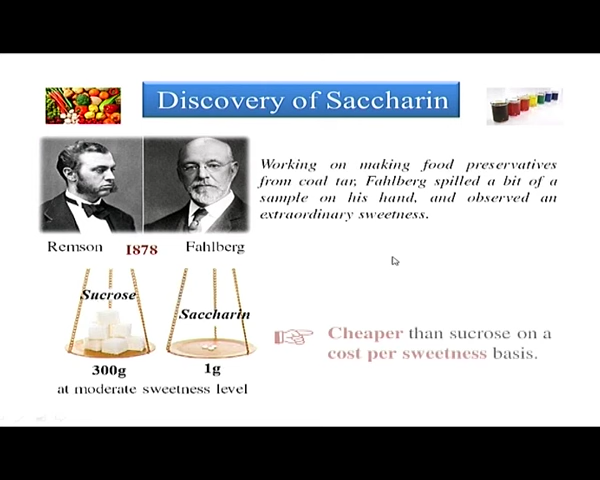 Discovery of Saccharin
Working on making food preservatives
from coal tar, Fahlberg spilled a bit of a
sample on his hand, and observed an
extraordinary sweetness.
Remson 1878 Fahlberg
Sucrose
Saccharin
300g 1g
at moderate sweetness level
Cheaper than sucrose on a
cost per sweetness basis.